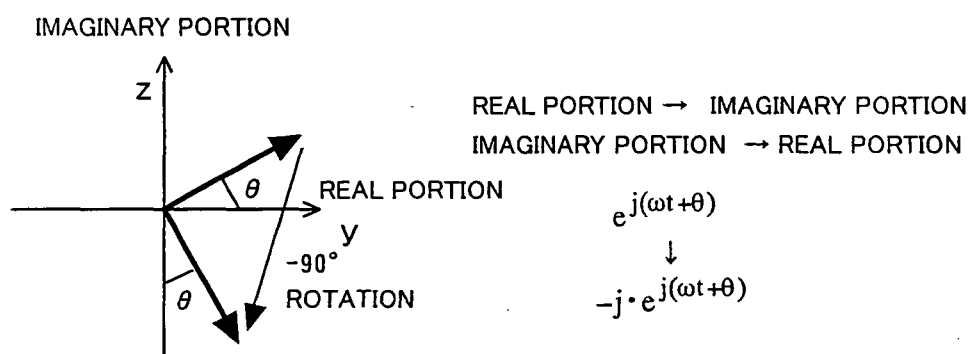 IMAGINARY PORTION
z
REAL PORTION → IMAGINARY PORTION
IMAGINARY PORTION → REAL PORTION
θ
REAL PORTION
y
-90°
ROTATION
θ
e^{j(ωt+θ)}
↓
-j·e^{j(ωt+θ)}